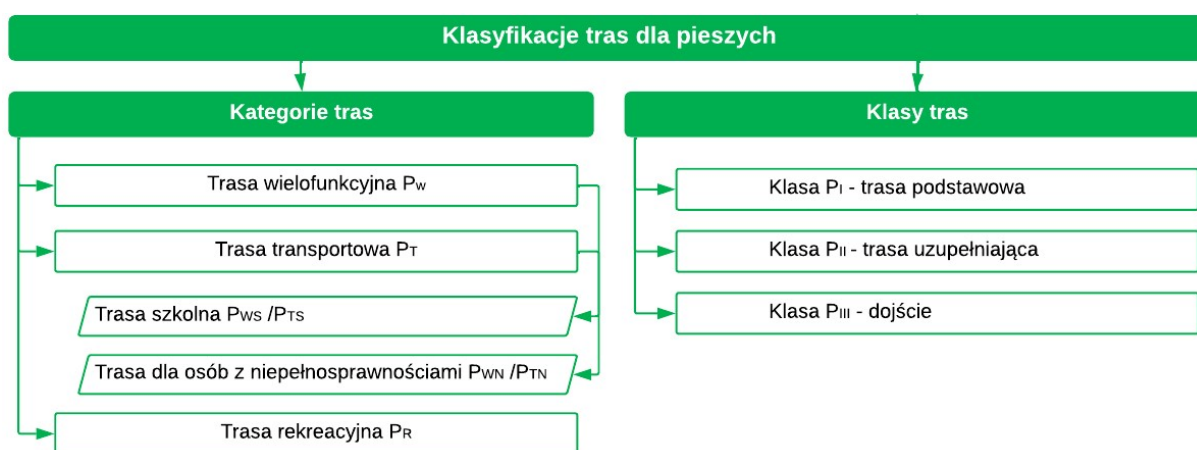 Klasyfikacje tras dla pieszych
Kategorie tras
Trasa wielofunkcyjna Pw
Trasa transportowa PT
Trasa szkolna PWS /PTS
Trasa dla osób z niepełnosprawnościami PWN /PTN
Trasa rekreacyjna PR
Klasy tras
Klasa PI - trasa podstawowa
Klasa PII - trasa uzupełniająca
Klasa PIII - dojście